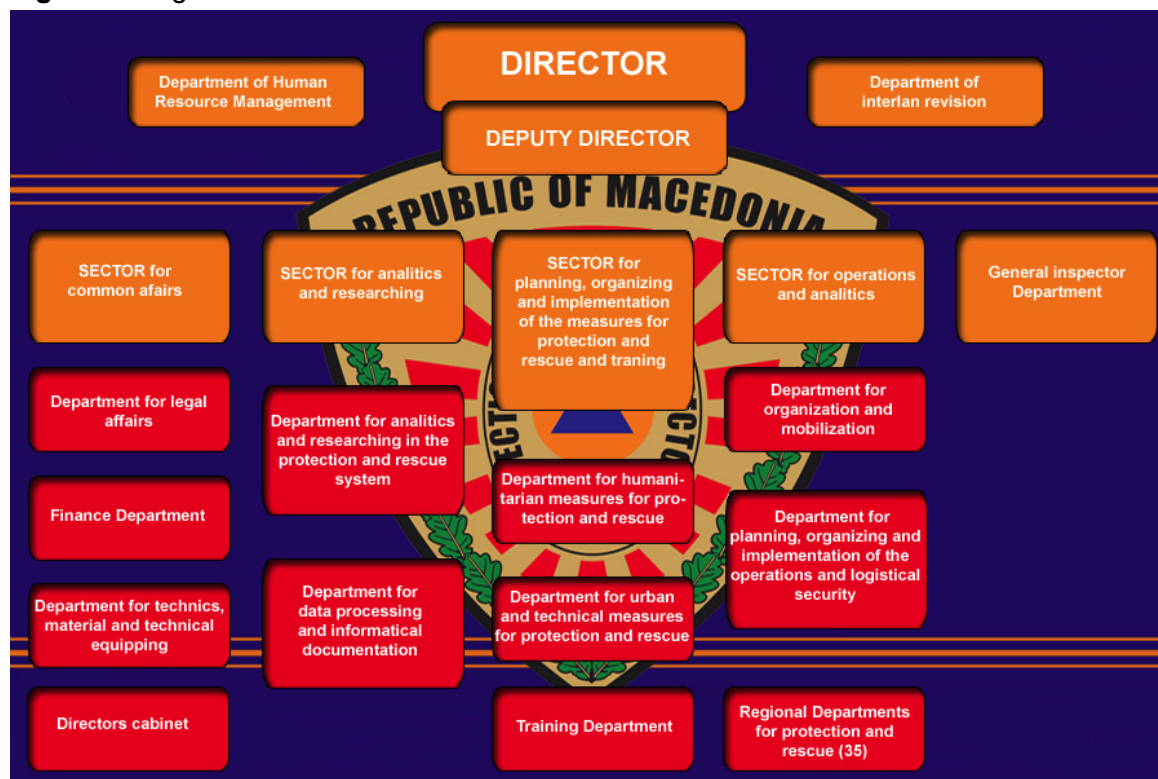 DIRECTOR
Department of Human
Resource Management
Department of
interlan revision
DEPUTY DIRECTOR
REPUBLIC OF MACEDONIA
SECTOR for
common afairs
SECTOR for analitics
and researching
SECTOR for
planning, organizing
and implementation
of the measures for
protection and
rescue and traning
SECTOR for operations
and analitics
General inspector
Department
Department for legal
affairs
Department for analitics
and researching in the
protection and rescue
system
Department for
organization and
mobilization
Finance Department
Department for humani-
tarian measures for pro-
tection and rescue
Department for
planning, organizing and
implementation of the
operations and logistical
security
Department for technics,
material and technical
equipping
Department for
data processing
and informatical
documentation
Department for urban
and technical measures
for protection and rescue
Directors cabinet
Training Department
Regional Departments
for protection and
rescue (35)